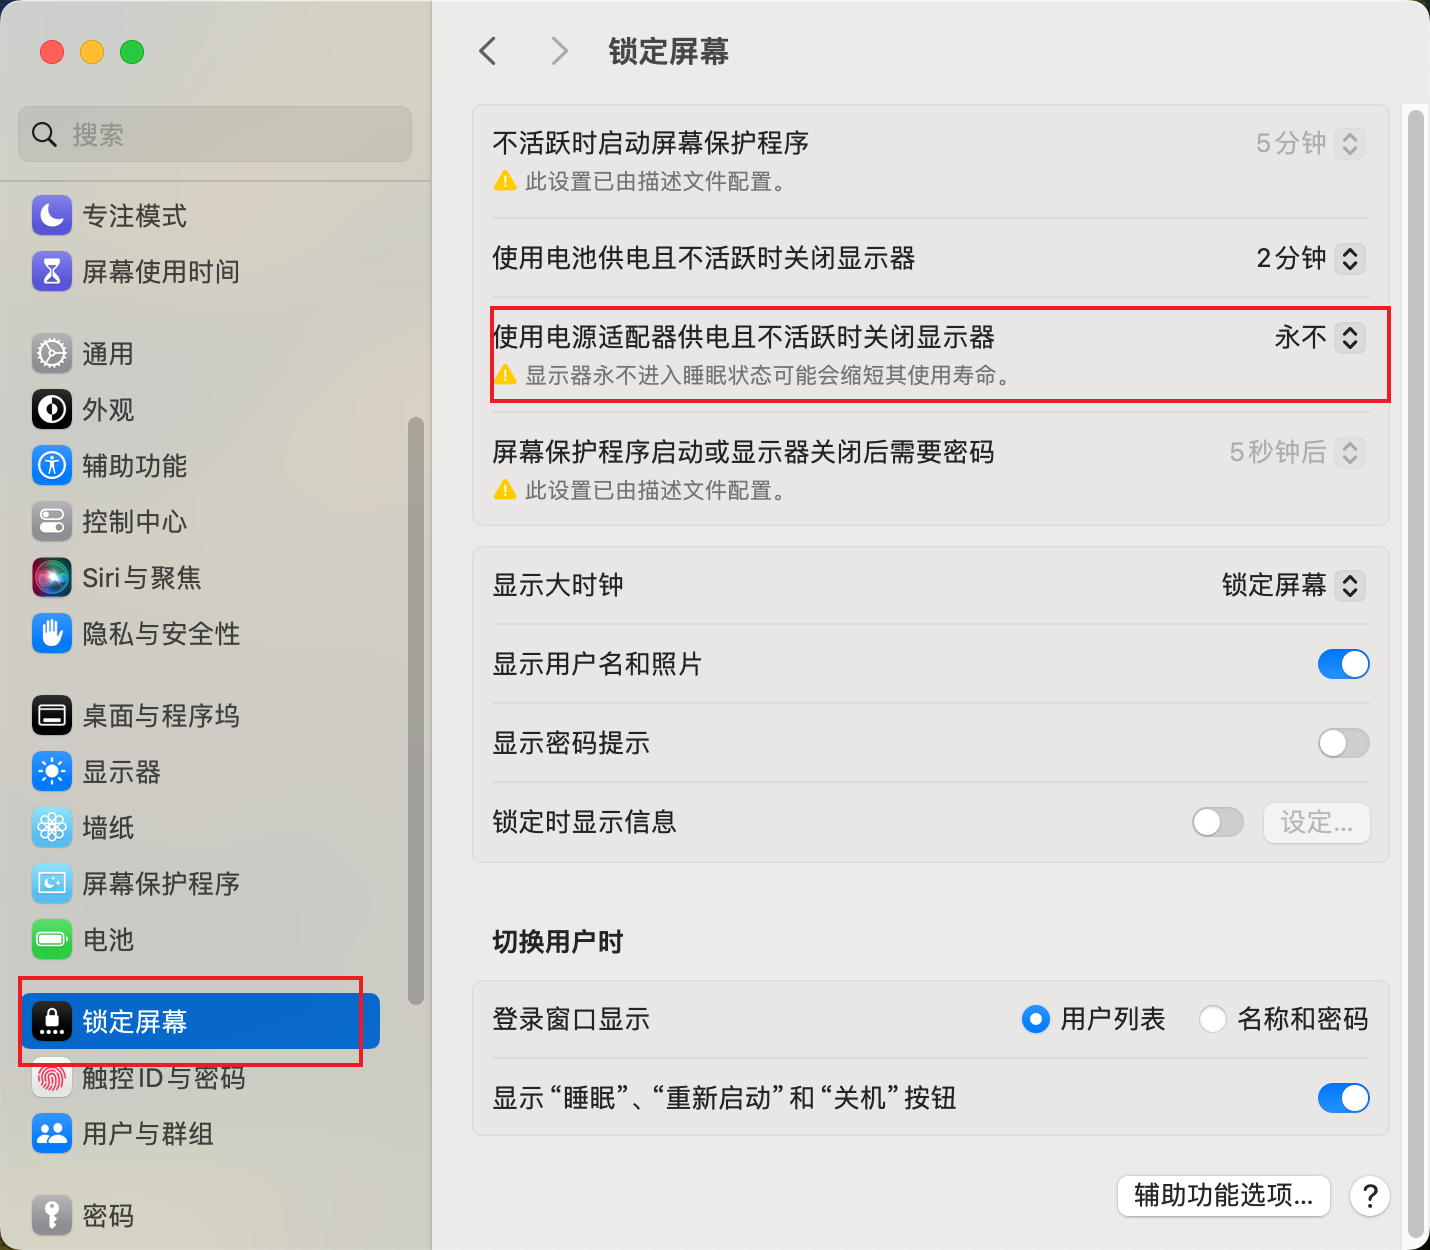 锁定屏幕
搜索
专注模式
屏幕使用时间
通用
外观
辅助功能
控制中心
Siri与聚焦
隐私与安全性
桌面与程序坞
显示器
墙纸
屏幕保护程序
电池
锁定屏幕
触控ID与密码
用户与群组
密码
不活跃时启动屏幕保护程序 5分钟
此设置已由描述文件配置。
使用电池供电且不活跃时关闭显示器 2分钟
使用电源适配器供电且不活跃时关闭显示器 永不
显示器永不进入睡眠状态可能会缩短其使用寿命。
屏幕保护程序启动或显示器关闭后需要密码 5秒钟后
此设置已由描述文件配置。
显示大时钟 锁定屏幕
显示用户名和照片
显示密码提示
锁定时显示信息 设定...
切换用户时
登录窗口显示 用户列表 名称和密码
显示“睡眠”、“重新启动”和“关机”按钮
辅助功能选项... ?